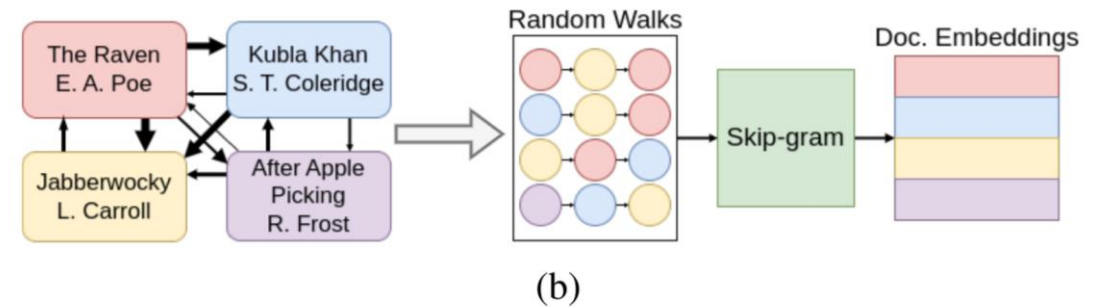 The Raven
E. A. Poe
Kubla Khan
S. T. Coleridge
Jabberwocky
L. Carroll
After Apple
Picking
R. Frost
Random Walks
Skip-gram
Doc. Embeddings
(b)